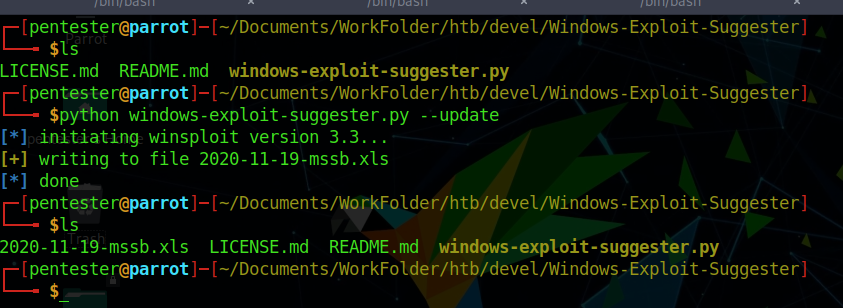 /bin/bash × /bin/bash × /bin/bash ×
┌─[pentester@parrot]─[~/Documents/WorkFolder/htb/devel/Windows-Exploit-Suggester]
└──╼ $ls
LICENSE.md  README.md  windows-exploit-suggester.py
┌─[pentester@parrot]─[~/Documents/WorkFolder/htb/devel/Windows-Exploit-Suggester]
└──╼ $python windows-exploit-suggester.py --update
[*] initiating winsploit version 3.3...
[+] writing to file 2020-11-19-mssb.xls
[*] done
┌─[pentester@parrot]─[~/Documents/WorkFolder/htb/devel/Windows-Exploit-Suggester]
└──╼ $ls
Trash
2020-11-19-mssb.xls  LICENSE.md  README.md  windows-exploit-suggester.py
┌─[pentester@parrot]─[~/Documents/WorkFolder/htb/devel/Windows-Exploit-Suggester]
└──╼ $_